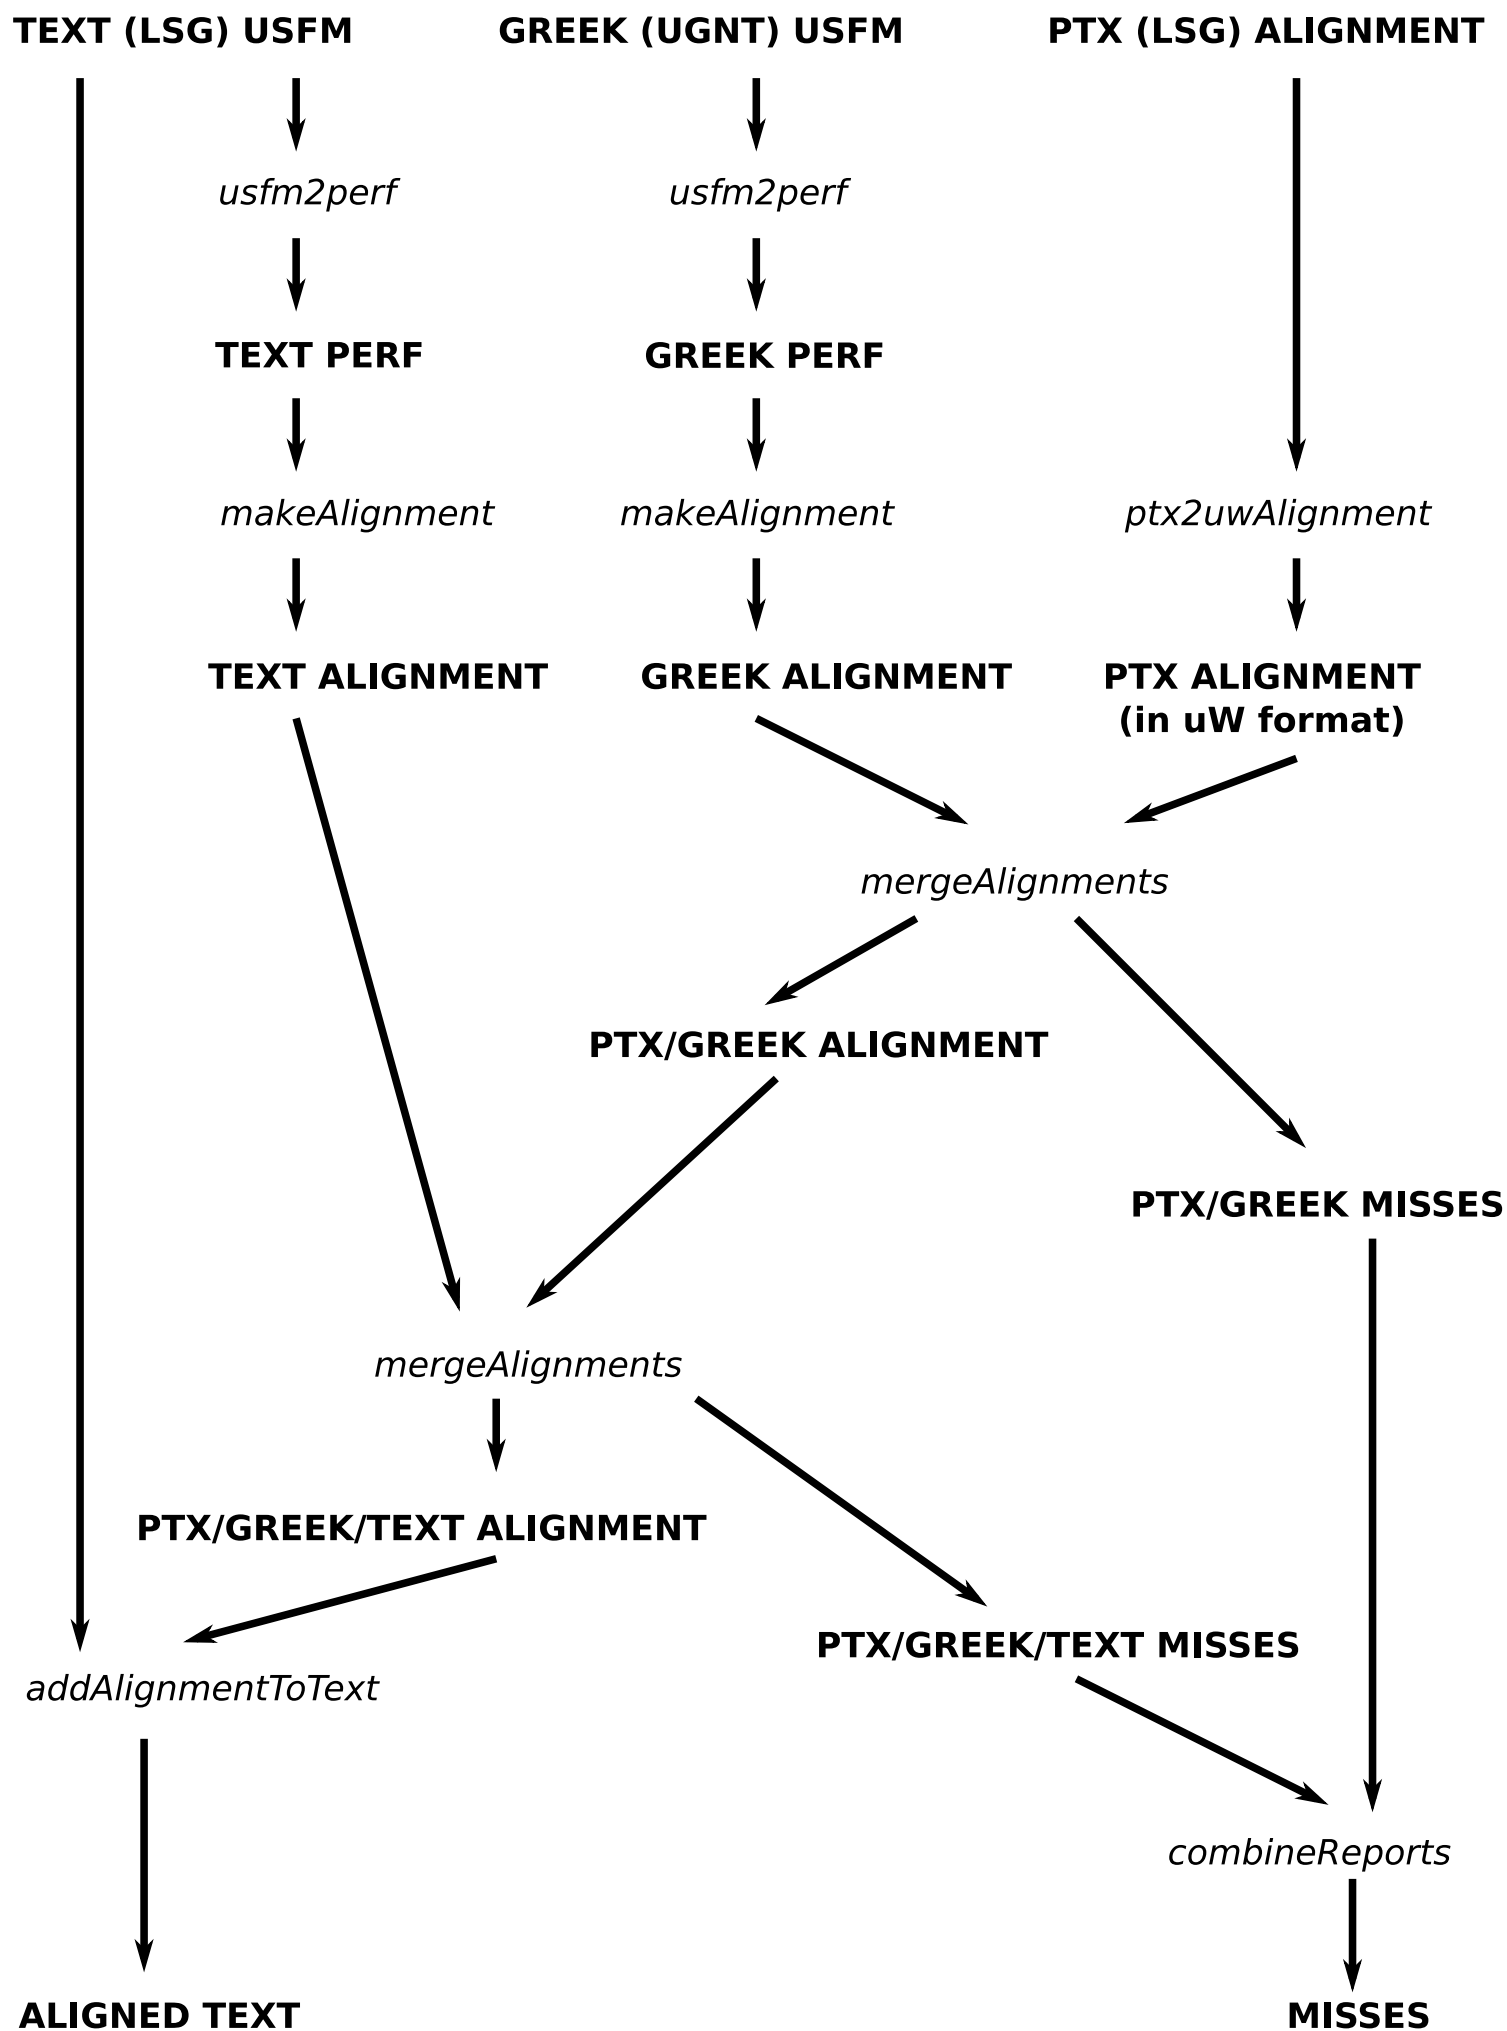 TEXT (LSG) USFM
GREEK (UGNT) USFM
PTX (LSG) ALIGNMENT
usfm2perf
usfm2perf
TEXT PERF
GREEK PERF
makeAlignment
makeAlignment
ptx2uwAlignment
TEXT ALIGNMENT
GREEK ALIGNMENT
PTX ALIGNMENT
(in uW format)
mergeAlignments
PTX/GREEK ALIGNMENT
PTX/GREEK MISSES
mergeAlignments
PTX/GREEK/TEXT ALIGNMENT
PTX/GREEK/TEXT MISSES
addAlignmentToText
combineReports
ALIGNED TEXT
MISSES